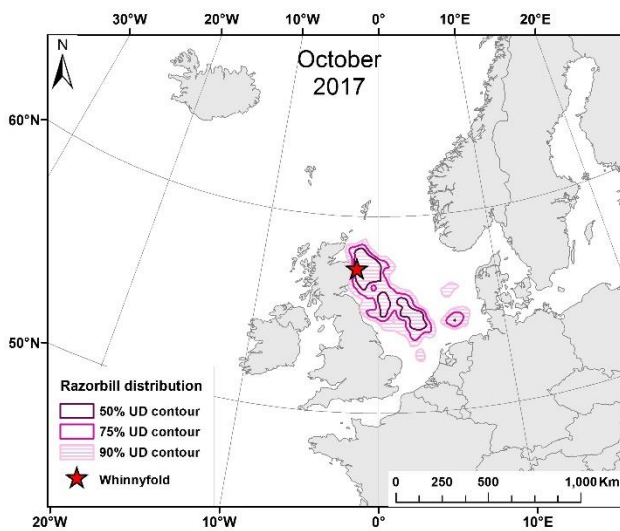 30°W 20°W 10°W 0° 10°E 20°E
N
October
2017
60°N
50°N
Razorbill distribution
50% UD contour
75% UD contour
90% UD contour
Whinnyfold
0 250 500 1,000 Km
20°W 10°W 0° 10°E